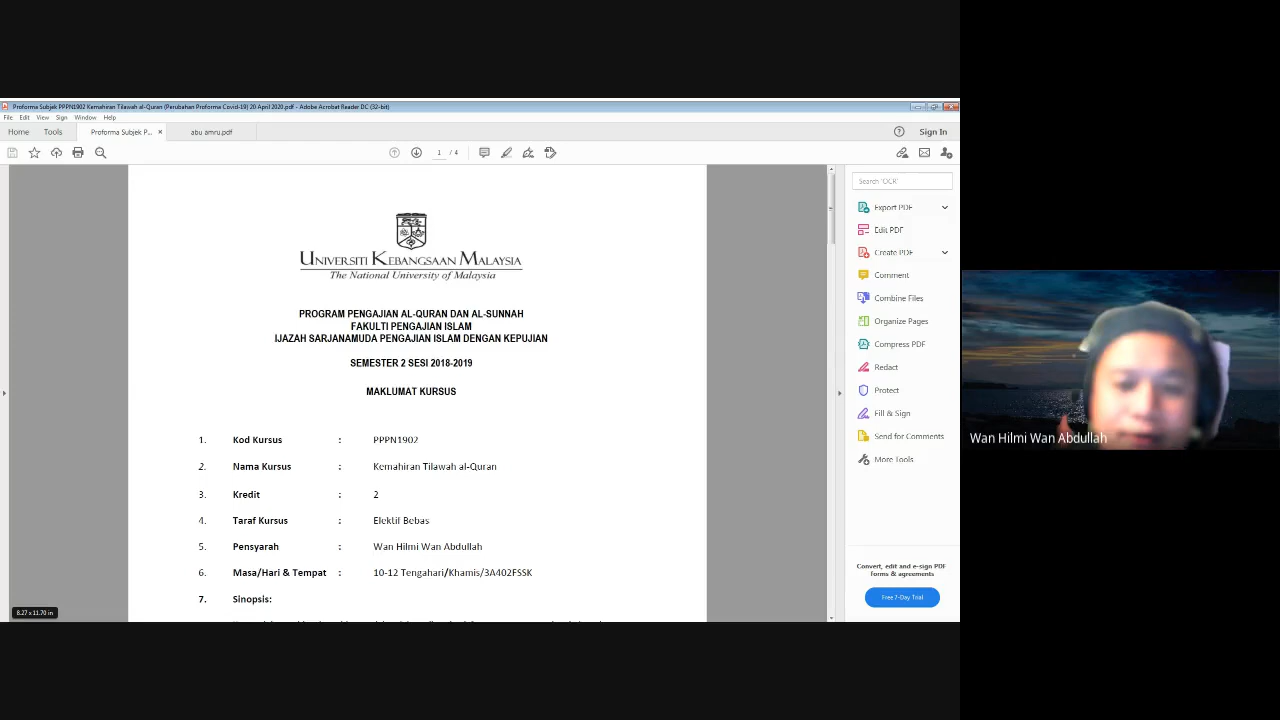 Proforma Subjek PPPN1902 Kemahiran Tilawah al-Quran (Perubahan Proforma Covid-19) 20 April 2020.pdf - Adobe Acrobat Reader DC (32-bit)
File Edit View Sign Window Help
Home Tools Proforma Subjek P... × abu amru.pdf Sign In
1 / 4
Search 'OCR'
Export PDF
Edit PDF
Create PDF
Comment
Combine Files
Organize Pages
Compress PDF
Redact
Protect
Fill & Sign
Send for Comments
More Tools
Convert, edit and e-sign PDF
forms & agreements
Free 7-Day Trial
UNIVERSITI KEBANGSAAN MALAYSIA
The National University of Malaysia
PROGRAM PENGAJIAN AL-QURAN DAN AL-SUNNAH
FAKULTI PENGAJIAN ISLAM
IJAZAH SARJANAMUDA PENGAJIAN ISLAM DENGAN KEPUJIAN
SEMESTER 2 SESI 2018-2019
MAKLUMAT KURSUS
1. Kod Kursus : PPPN1902
2. Nama Kursus : Kemahiran Tilawah al-Quran
3. Kredit : 2
4. Taraf Kursus : Elektif Bebas
5. Pensyarah : Wan Hilmi Wan Abdullah
6. Masa/Hari & Tempat : 10-12 Tengahari/Khamis/3A402FSSK
7. Sinopsis:
8.27 x 11.70 in
Wan Hilmi Wan Abdullah